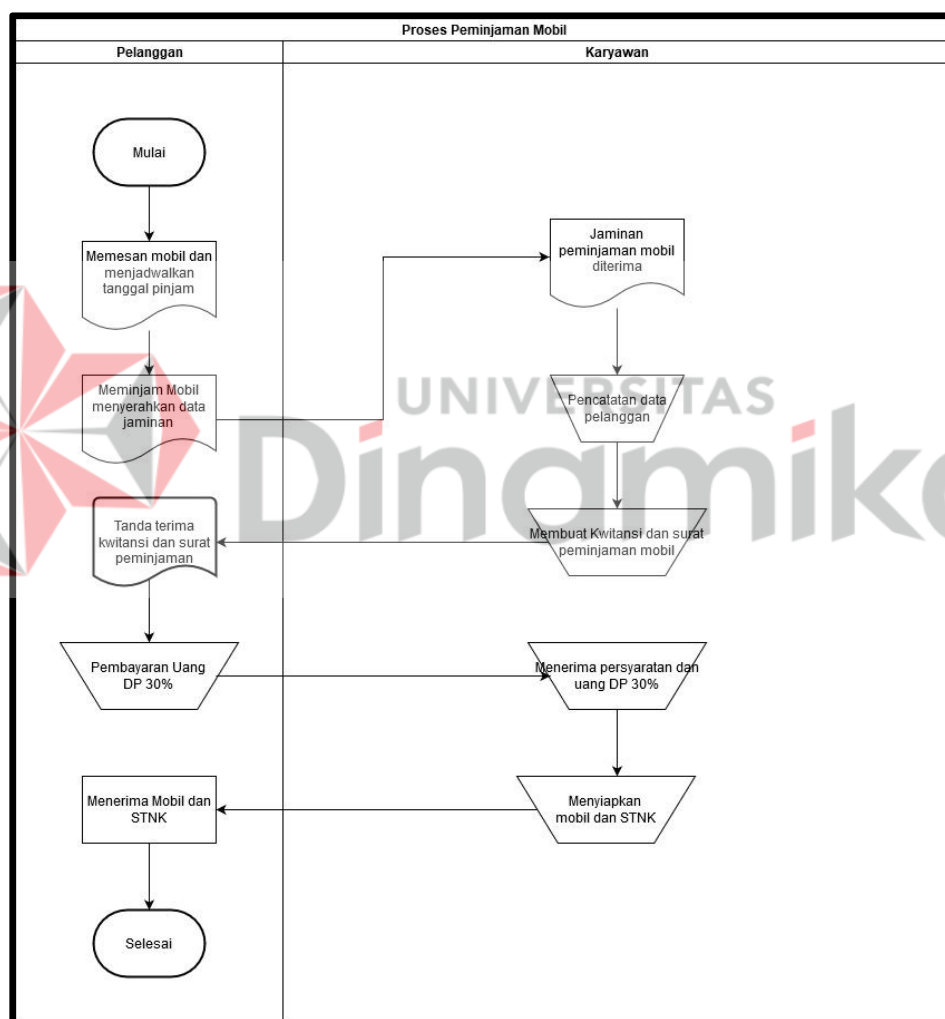 Proses Peminjaman Mobil
Pelanggan
Karyawan
Mulai
Memesan mobil dan
menjadwalkan
tanggal pinjam
Meminjam Mobil
menyerahkan data
jaminan
Jaminan
peminjaman mobil
diterima
Pencatatan data
pelanggan
Membuat Kwitansi dan surat
peminjaman mobil
Tanda terima
kwitansi dan surat
peminjaman
Pembayaran Uang
DP 30%
Menerima persyaratan dan
uang DP 30%
Menyiapkan
mobil dan STNK
Menerima Mobil dan
STNK
Selesai
UNIVERSITAS
Dinamika